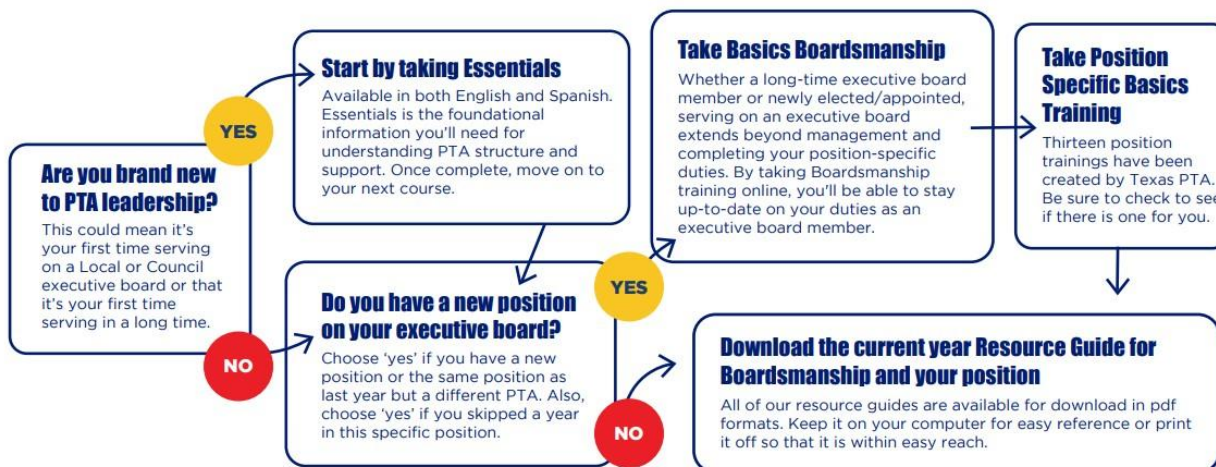 Are you brand new
to PTA leadership?
This could mean it's
your first time serving
on a Local or Council
executive board or that
it's your first time
serving in a long time.
YES
NO
Start by taking Essentials
Available in both English and Spanish.
Essentials is the foundational
information you'll need for
understanding PTA structure and
support. Once complete, move on to
your next course.
Do you have a new position
on your executive board?
Choose 'yes' if you have a new
position or the same position as
last year but a different PTA. Also,
choose 'yes' if you skipped a year
in this specific position.
YES
NO
Take Basics Boardsmanship
Whether a long-time executive board
member or newly elected/appointed,
serving on an executive board
extends beyond management and
completing your position-specific
duties. By taking Boardsmanship
training online, you'll be able to stay
up-to-date on your duties as an
executive board member.
Take Position
Specific Basics
Training
Thirteen position
trainings have been
created by Texas PTA.
Be sure to check to see
if there is one for you.
Download the current year Resource Guide for
Boardsmanship and your position
All of our resource guides are available for download in pdf
formats. Keep it on your computer for easy reference or print
it off so that it is within easy reach.